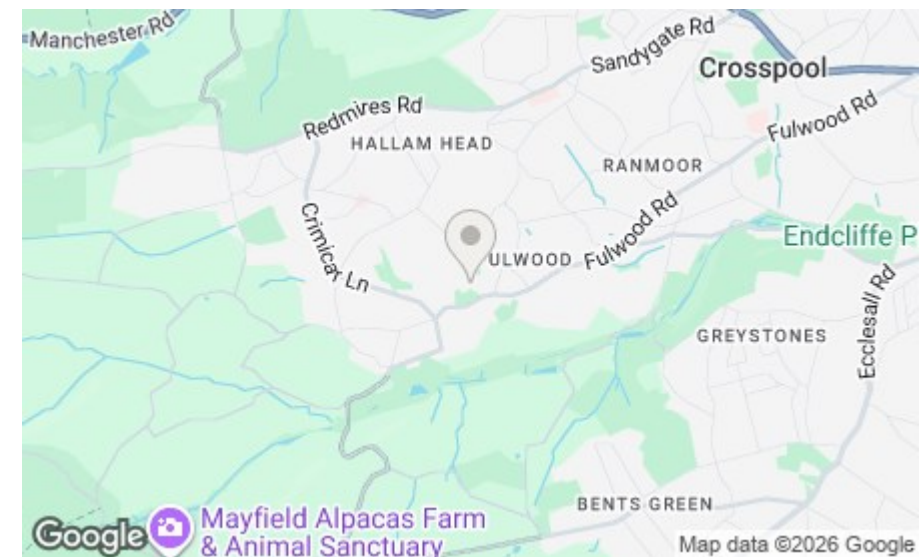 Manchester Rd
Sandygate Rd
Crosspool
Redmires Rd
Fulwood Rd
HALLAM HEAD
RANMOOR
Crimicar Ln
Fulwood Rd
ULWOOD
Endcliffe P
Ecclesall Rd
GREYSTONES
BENTS GREEN
Mayfield Alpacas Farm
& Animal Sanctuary
Google
Map data ©2026 Google